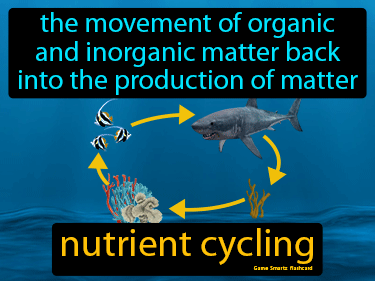 the movement of organic
and inorganic matter back
into the production of matter
nutrient cycling
Game Smartz flashcard